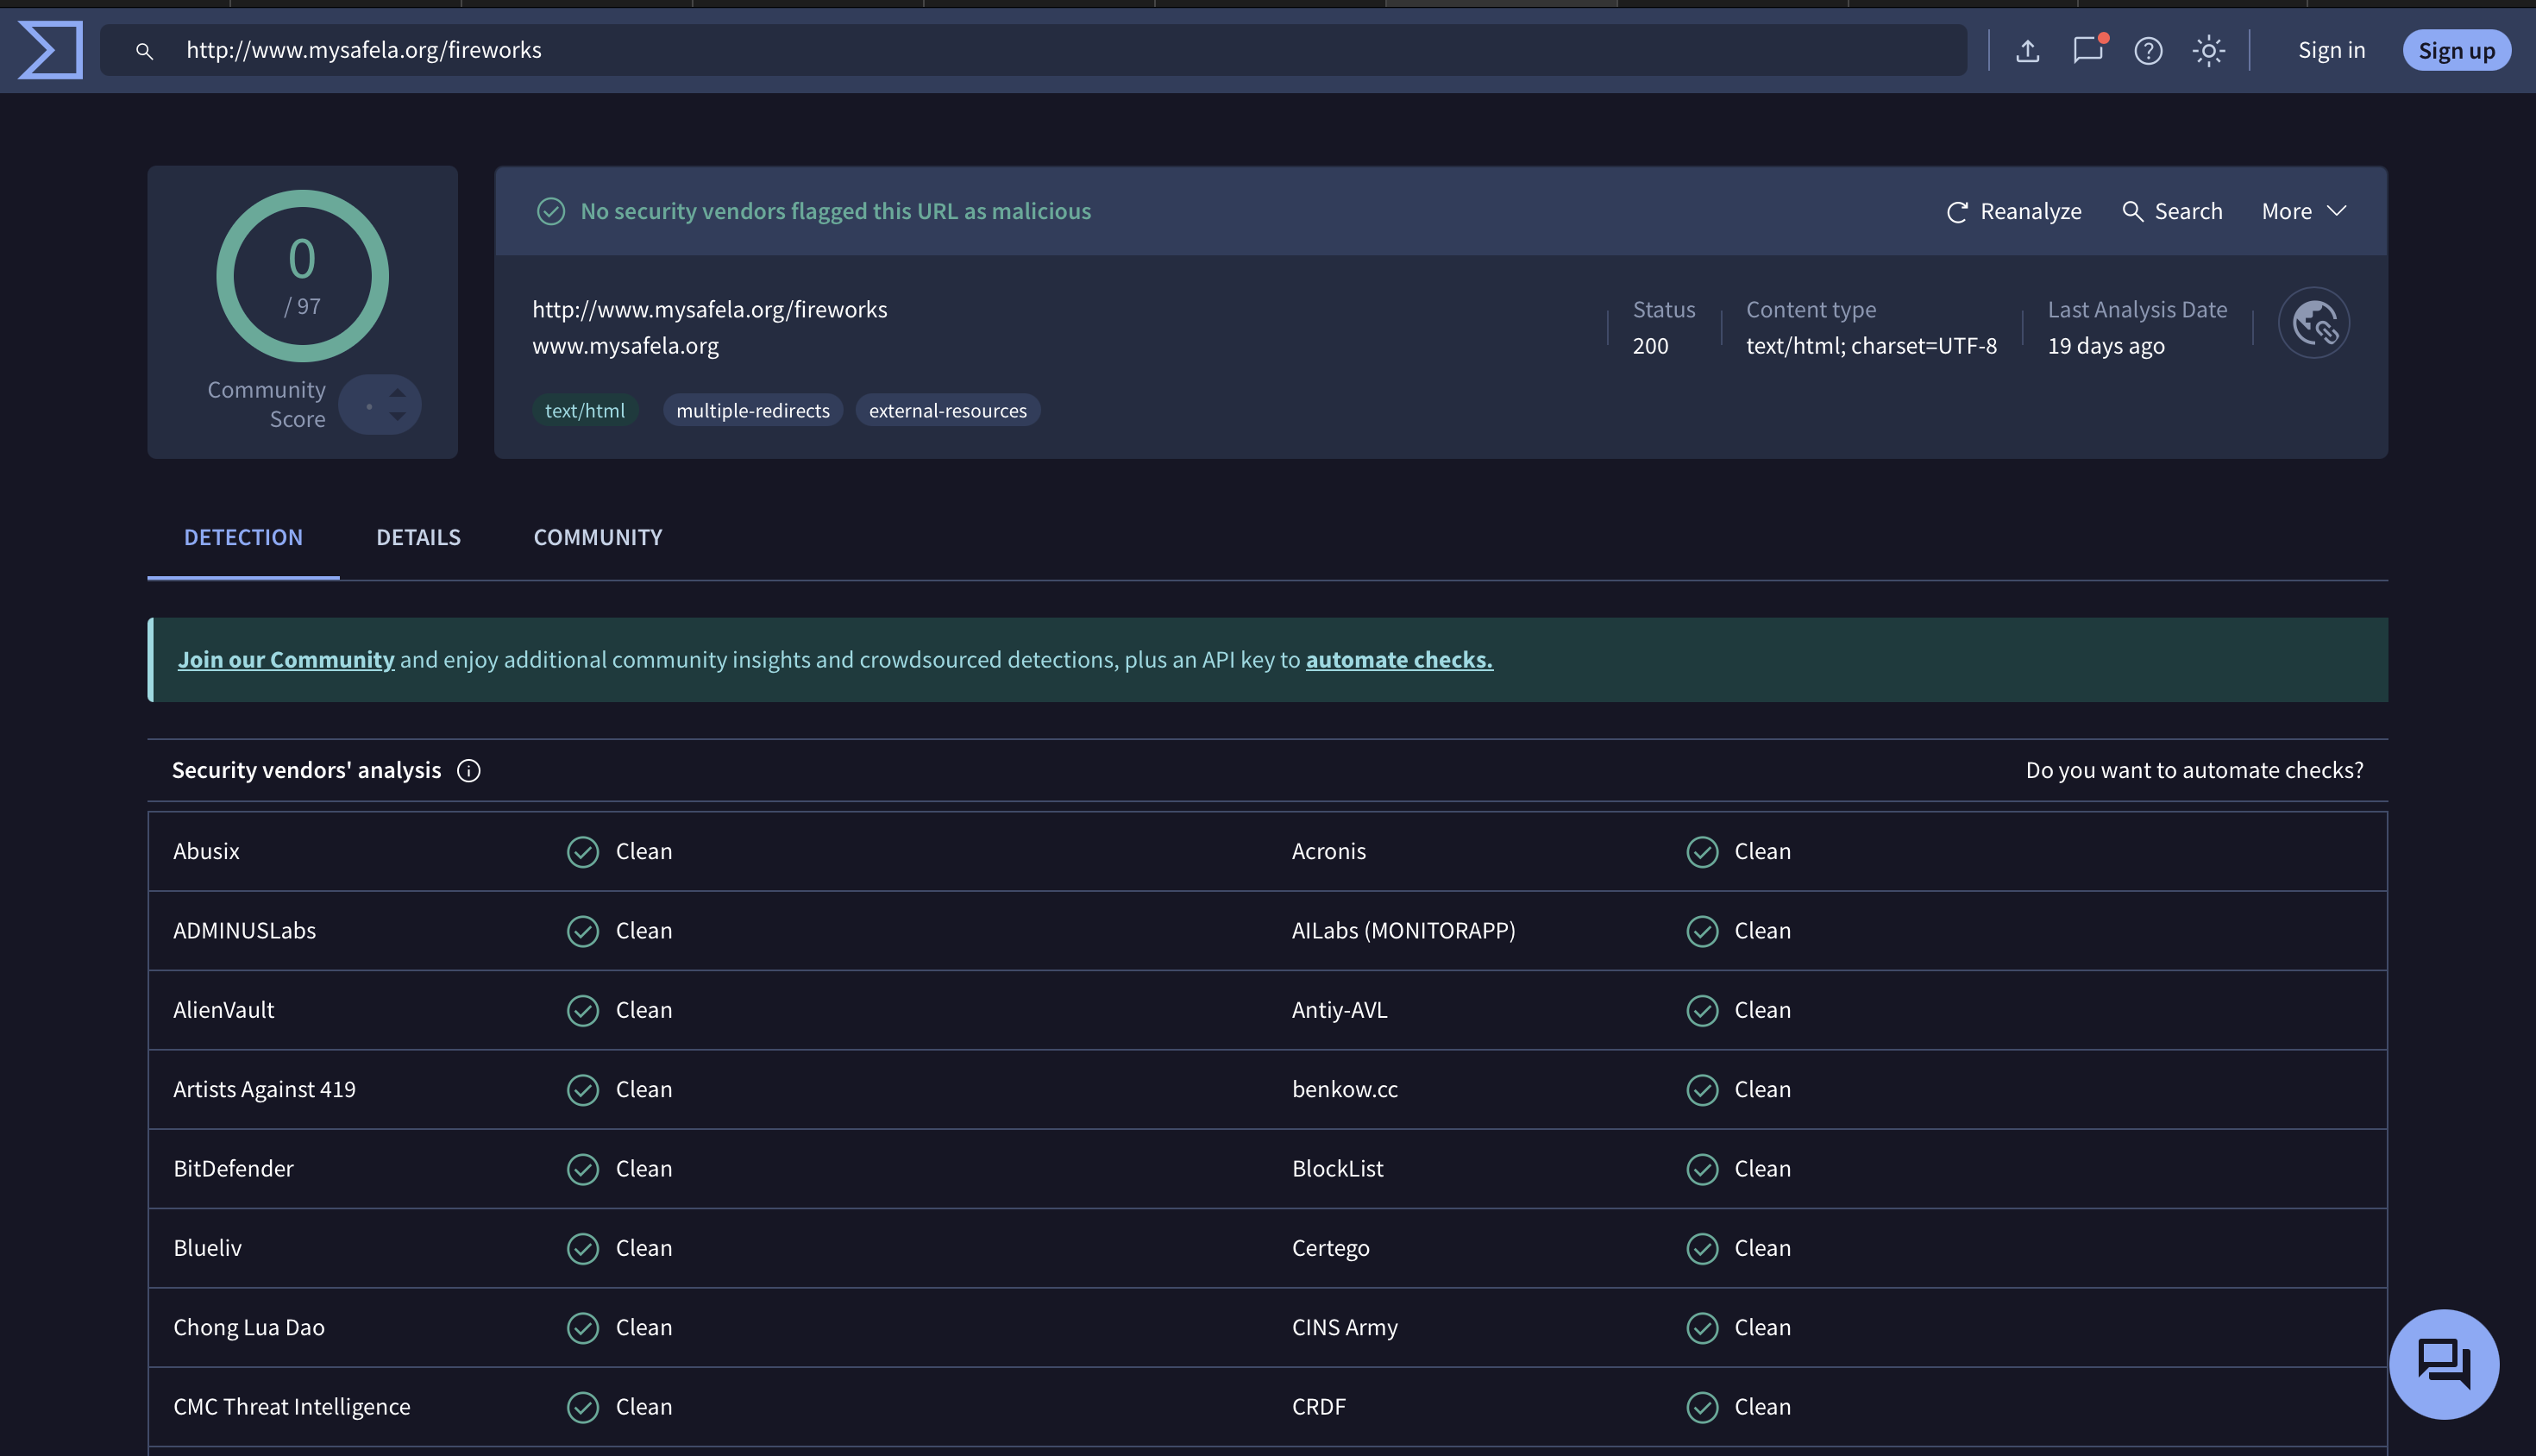 http://www.mysafela.org/fireworks
Sign in
Sign up
0
/ 97
Community
Score
No security vendors flagged this URL as malicious
Reanalyze
Search
More
http://www.mysafela.org/fireworks
www.mysafela.org
Status
200
Content type
text/html; charset=UTF-8
Last Analysis Date
19 days ago
text/html
multiple-redirects
external-resources
DETECTION
DETAILS
COMMUNITY
Join our Community and enjoy additional community insights and crowdsourced detections, plus an API key to automate checks.
Security vendors' analysis
Do you want to automate checks?
Abusix Clean Acronis Clean
ADMINUSLabs Clean AILabs (MONITORAPP) Clean
AlienVault Clean Antiy-AVL Clean
Artists Against 419 Clean benkow.cc Clean
BitDefender Clean BlockList Clean
Blueliv Clean Certego Clean
Chong Lua Dao Clean CINS Army Clean
CMC Threat Intelligence Clean CRDF Clean